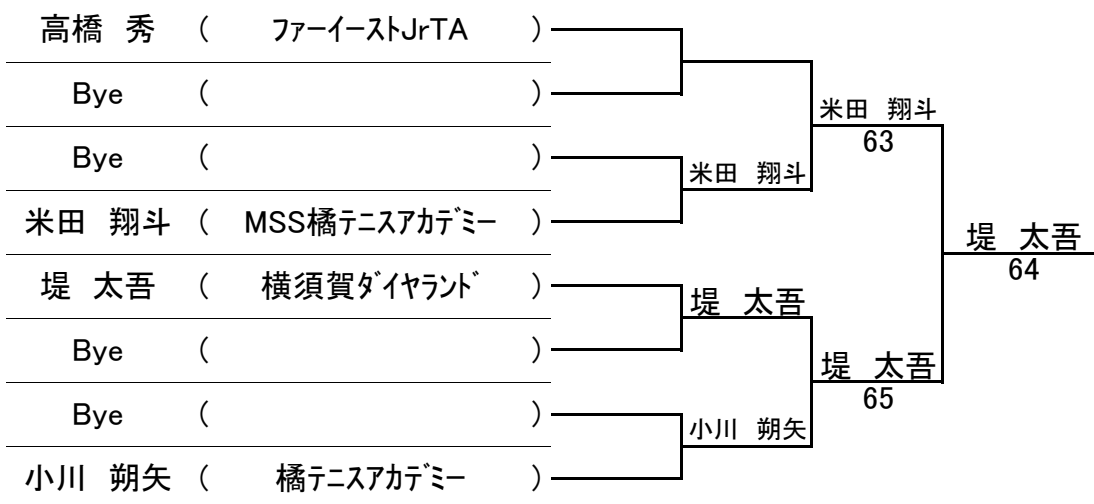 高橋 秀 ( ファーイーストJrTA )
Bye ( )
米田 翔斗
63
Bye ( )
米田 翔斗
米田 翔斗 ( MSS橘テニスアカデミー )
堤 太吾
64
堤 太吾 ( 横須賀ダイヤランド )
堤 太吾
Bye ( )
堤 太吾
65
Bye ( )
小川 朔矢
小川 朔矢 ( 橘テニスアカデミー )